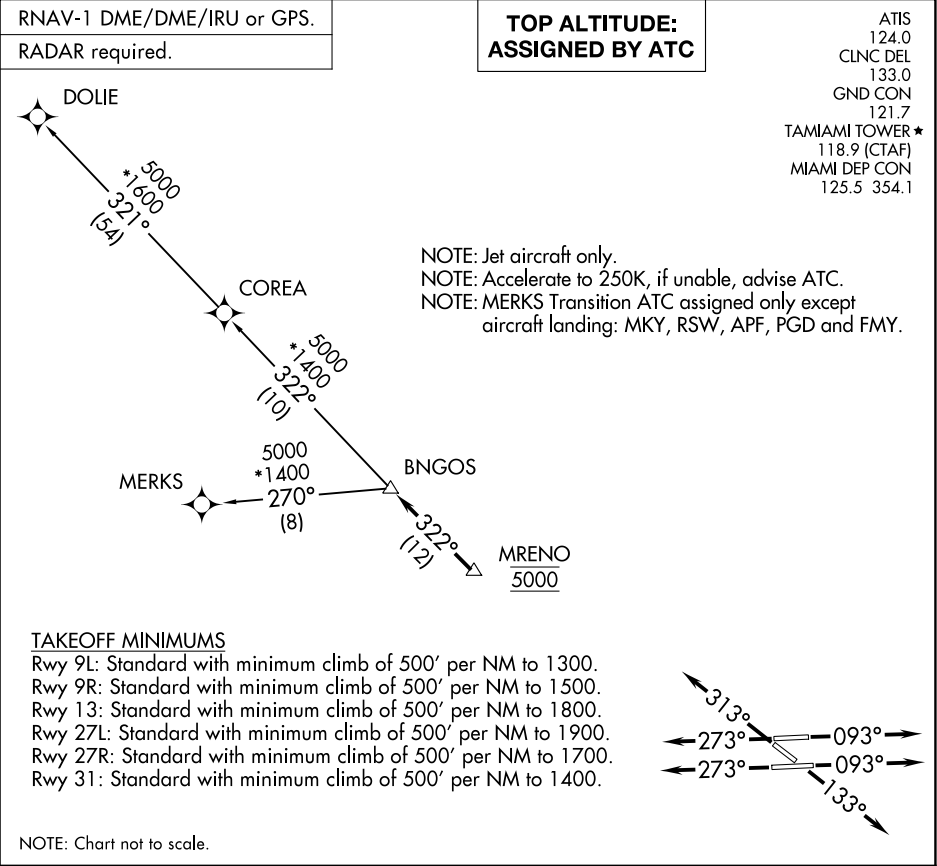 RNAV-1 DME/DME/IRU or GPS.
RADAR required.
TOP ALTITUDE:
ASSIGNED BY ATC
ATIS
124.0
CLNC DEL
133.0
GND CON
121.7
TAMIAMI TOWER ★
118.9 (CTAF)
MIAMI DEP CON
125.5 354.1
DOLIE
5000
*1600
321°
(54)
NOTE: Jet aircraft only.
NOTE: Accelerate to 250K, if unable, advise ATC.
NOTE: MERKS Transition ATC assigned only except
aircraft landing: MKY, RSW, APF, PGD and FMY.
COREA
5000
*1400
322°
(10)
5000
*1400
270°
(8)
MERKS
BNGOS
322°
(12)
MRENO
5000
TAKEOFF MINIMUMS
Rwy 9L: Standard with minimum climb of 500' per NM to 1300.
Rwy 9R: Standard with minimum climb of 500' per NM to 1500.
Rwy 13: Standard with minimum climb of 500' per NM to 1800.
Rwy 27L: Standard with minimum climb of 500' per NM to 1900.
Rwy 27R: Standard with minimum climb of 500' per NM to 1700.
Rwy 31: Standard with minimum climb of 500' per NM to 1400.
313°
273° 093°
273° 093°
133°
NOTE: Chart not to scale.